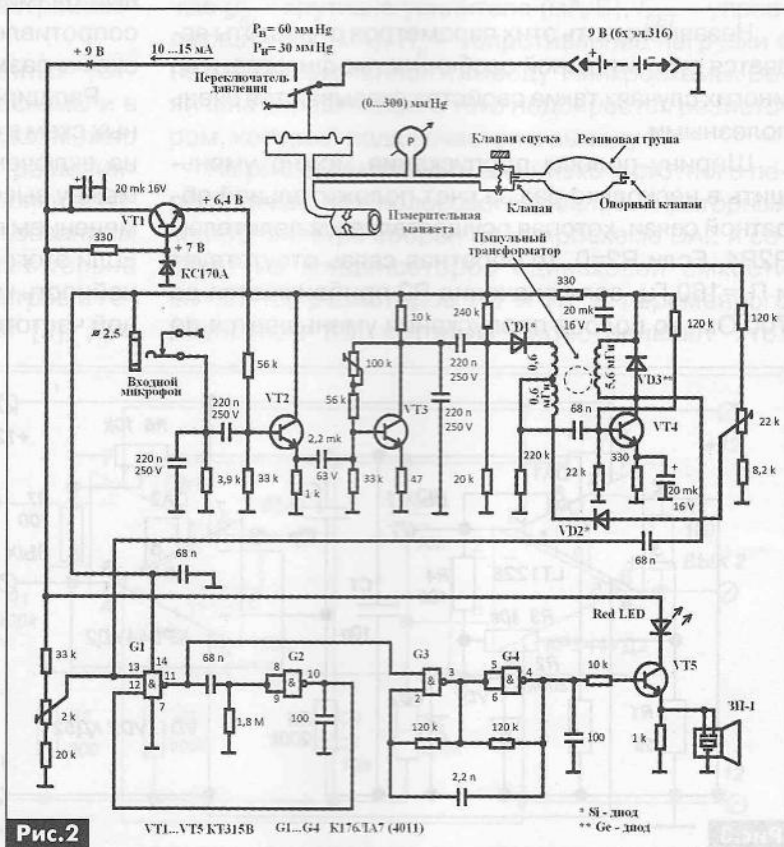 + 9 В
10 ...15 мА
Рв= 60 мм Hg
Ри= 30 мм Hg
9 В (6х эл.316)
Переключатель
давления
(0...300) мм Hg
P
Клапан спуска
Резиновая груша
Клапан
Опорный клапан
Измерительная
манжета
20 mk 16V
VT1
+ 6,4 В
330
+ 7 В
КС170А
Импульный
трансформатор
≈ 2,5
Входной
микрофон
56 k
220 n
250 V
220 n
250 V
3,9 k
33 k
VT2
1 k
2,2 mk
63 V
100 k
56 k
33 k
10 k
VT3
47
220 n
250 V
220 n
250 V
240 k
20 k
VD1*
0,6
0,6
мГн
5,6 мГн
330
20 mk
16 V
120 k
120 k
VD3**
68 n
VT4
22 k
220 k
22 k
330
20 mk
16 V
8,2 k
VD2*
68 n
68 n
33 k
2 k
20 k
G1
13
14
12
11
&
7
68 n
1,8 M
G2
8
9
10
&
100
G3
&
3
2
G4
5
6
4
&
120 k
120 k
2,2 n
100
10 k
Red LED
VT5
1 k
ЗП-1
* Si - диод
** Ge - диод
Рис.2
VT1...VT5 КТ315В
G1...G4 К176ЛА7 (4011)